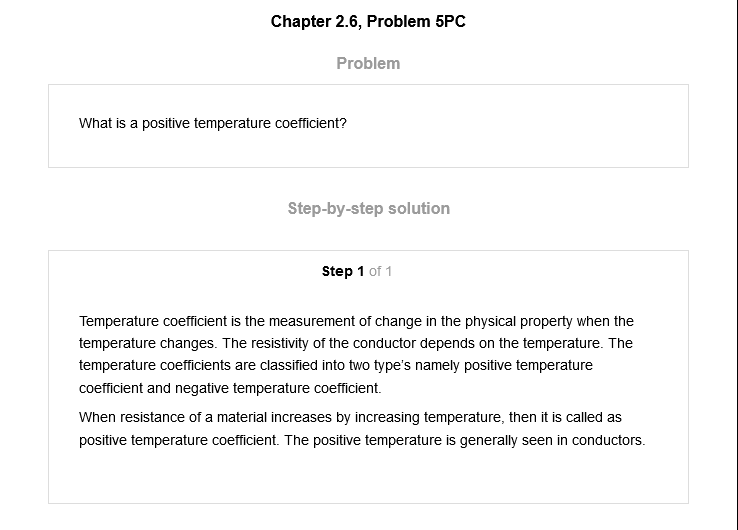 Chapter 2.6, Problem 5PC
Problem
What is a positive temperature coefficient?
Step-by-step solution
Step 1 of 1
Temperature coefficient is the measurement of change in the physical property when the
temperature changes. The resistivity of the conductor depends on the temperature. The
temperature coefficients are classified into two type's namely positive temperature
coefficient and negative temperature coefficient.
When resistance of a material increases by increasing temperature, then it is called as
positive temperature coefficient. The positive temperature is generally seen in conductors.